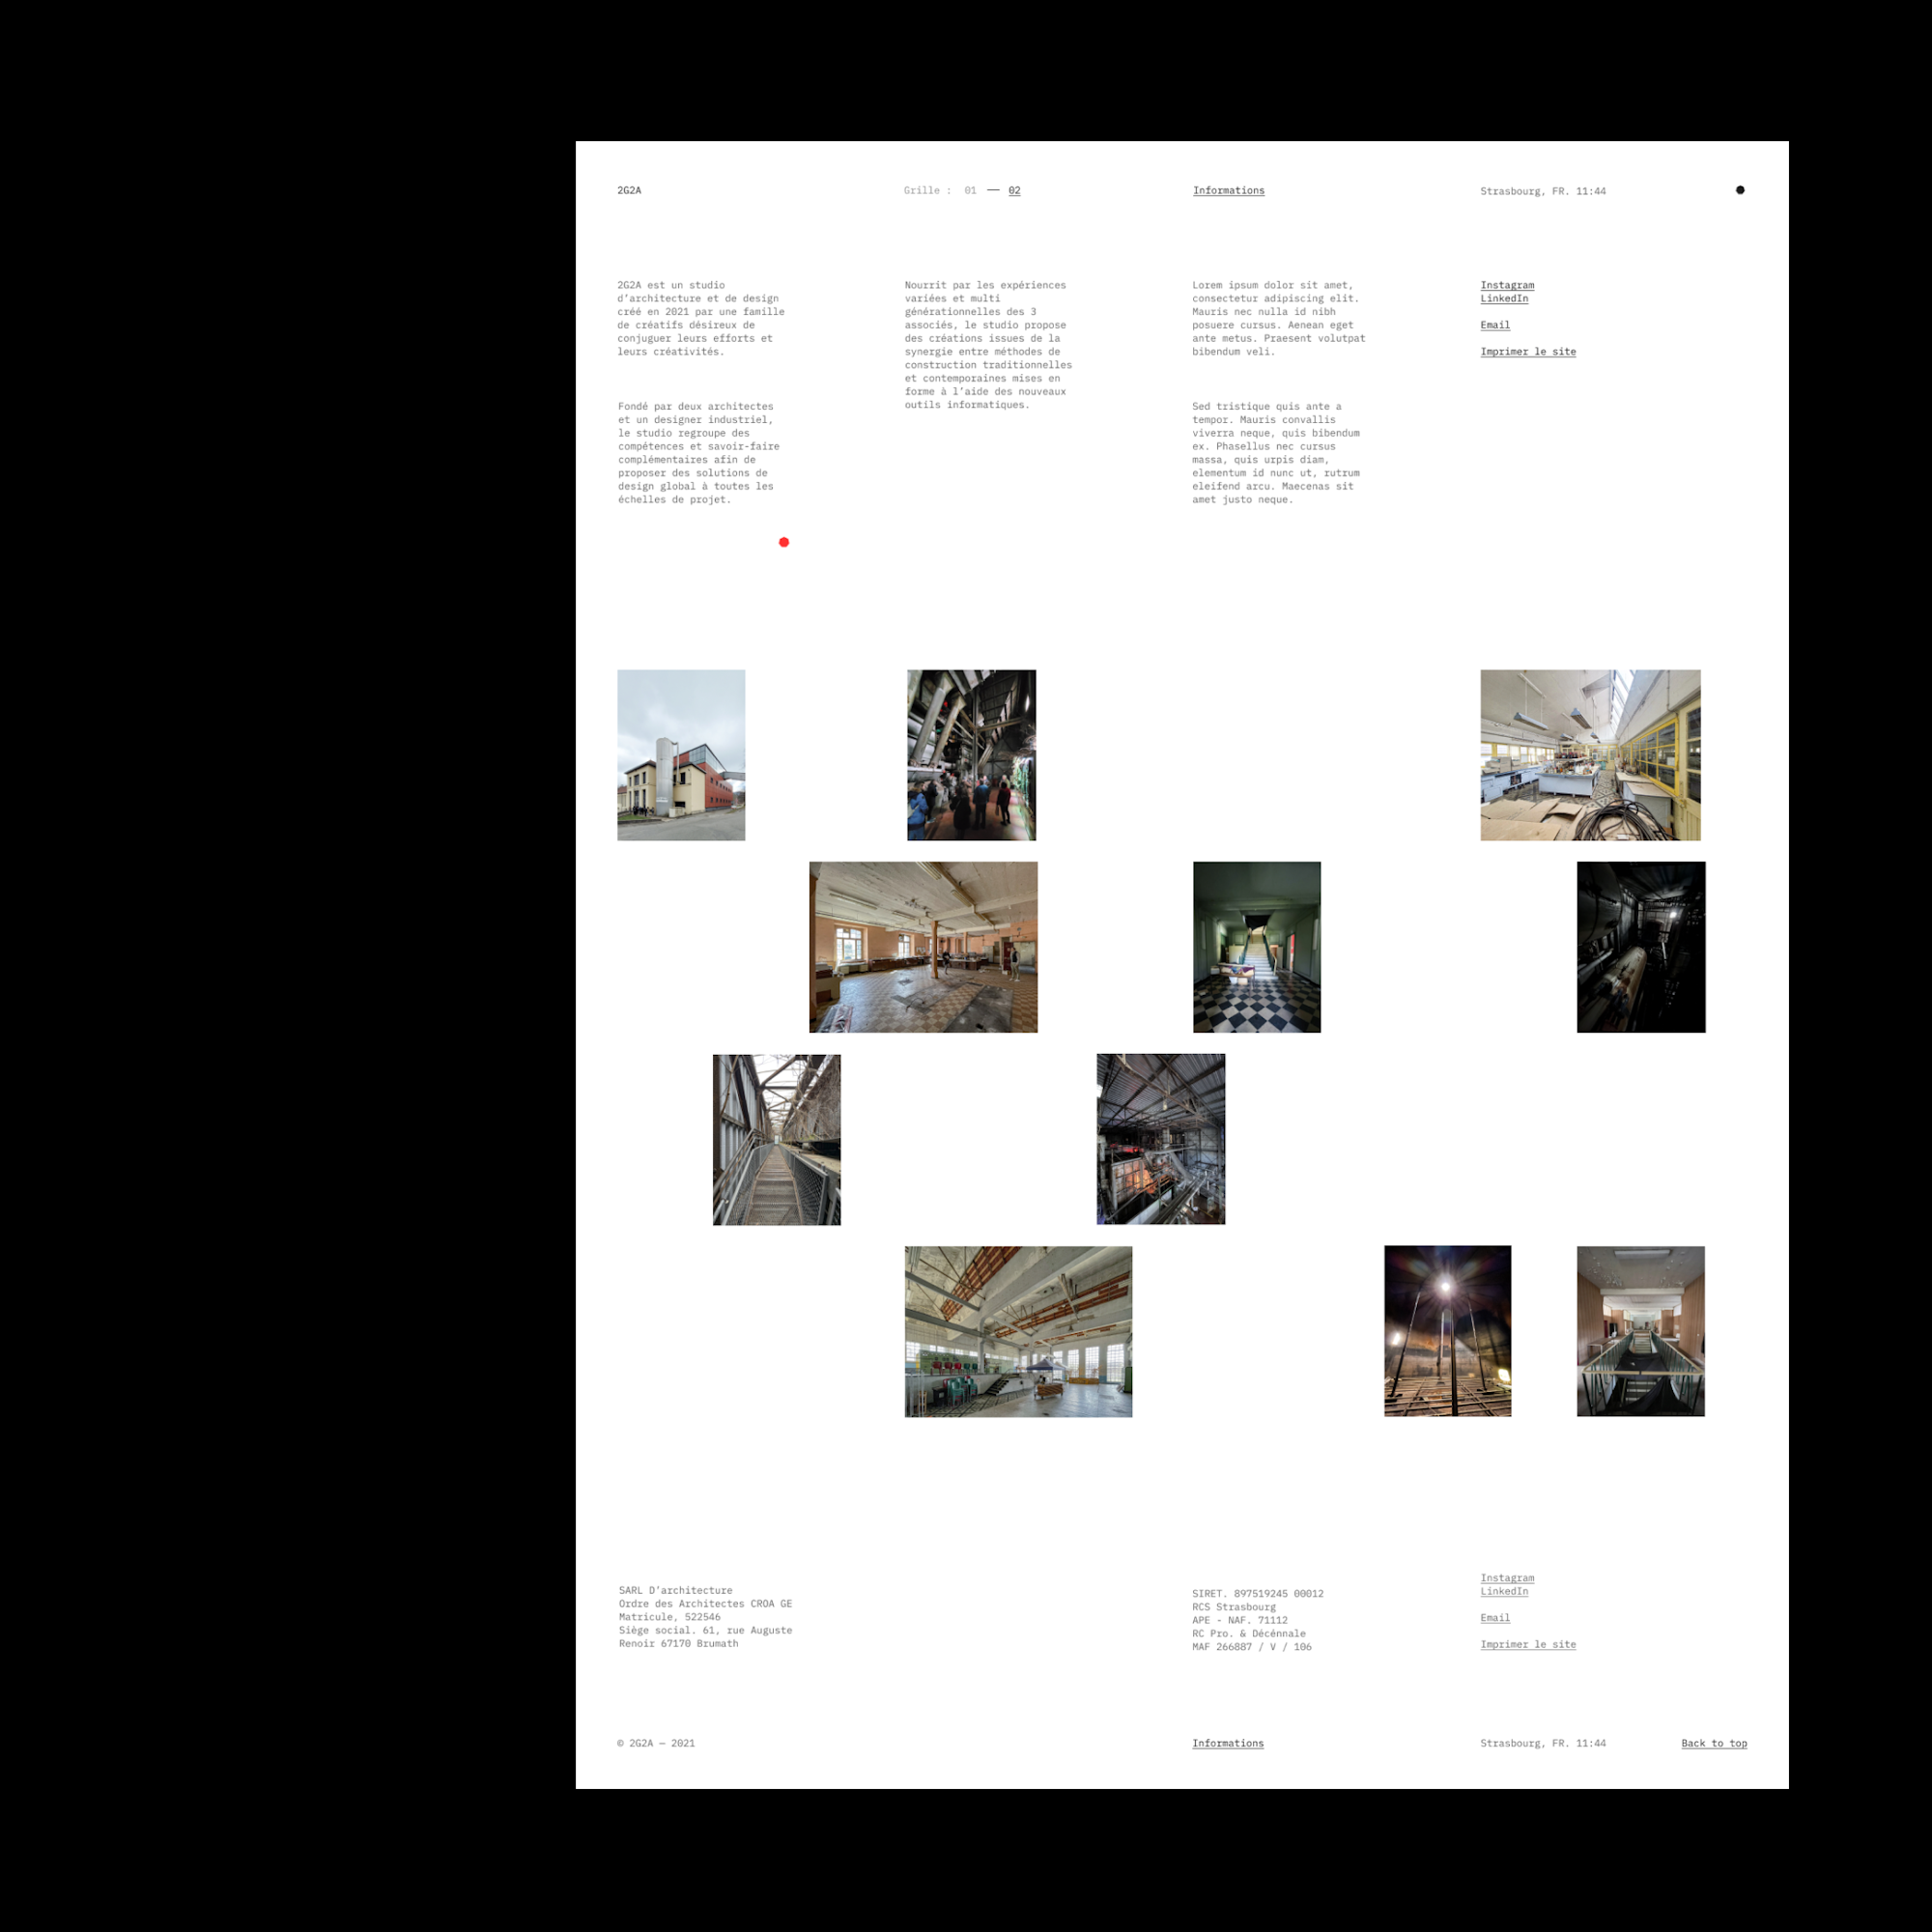 2G2A
Grille : 01 — 02
Informations
Strasbourg, FR. 11:44
2G2A est un studio
d’architecture et de design
créé en 2021 par une famille
de créatifs désireux de
conjuguer leurs efforts et
leurs créativités.
Fondé par deux architectes
et un designer industriel,
le studio regroupe des
compétences et savoir-faire
complémentaires afin de
proposer des solutions de
design global à toutes les
échelles de projet.
Nourrit par les expériences
variées et multi
générationnelles des 3
associés, le studio propose
des créations issues de la
synergie entre méthodes de
construction traditionnelles
et contemporaines mises en
forme à l’aide des nouveaux
outils informatiques.
Lorem ipsum dolor sit amet,
consectetur adipiscing elit.
Mauris nec nulla id nibh
posuere cursus. Aenean eget
ante metus. Praesent volutpat
bibendum veli.
Sed tristique quis ante a
tempor. Mauris convallis
viverra neque, quis bibendum
ex. Phasellus nec cursus
massa, quis urpis diam,
elementum id nunc ut, rutrum
eleifend arcu. Maecenas sit
amet justo neque.
Instagram
LinkedIn
Email
Imprimer le site
SARL D’architecture
Ordre des Architectes CROA GE
Matricule, 522546
Siège social. 61, rue Auguste
Renoir 67170 Brumath
SIRET. 897519245 00012
RCS Strasbourg
APE - NAF. 71112
RC Pro. & Décénnale
MAF 266887 / V / 106
Instagram
LinkedIn
Email
Imprimer le site
© 2G2A — 2021
Informations
Strasbourg, FR. 11:44
Back to top